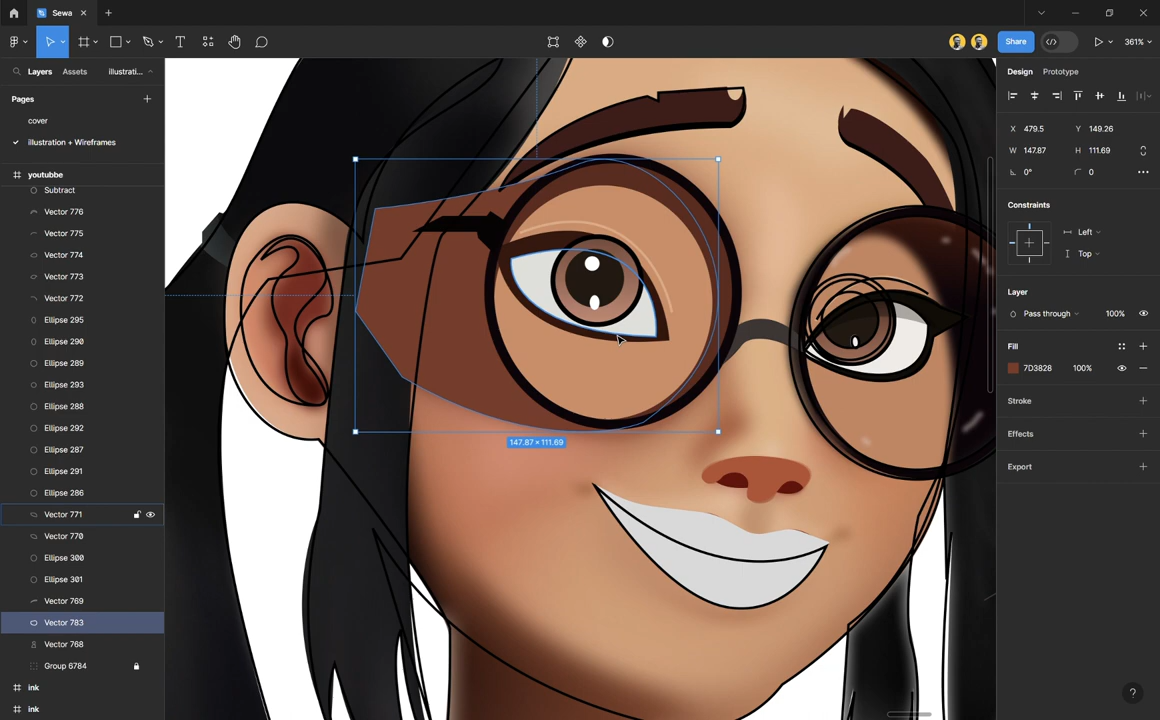 Sewa
Share
361%
Layers
Assets
illustrati...
Pages
cover
illustration + Wireframes
youtubbe
Subtract
Vector 776
Vector 775
Vector 774
Vector 773
Vector 772
Ellipse 295
Ellipse 290
Ellipse 289
Ellipse 293
Ellipse 288
Ellipse 292
Ellipse 287
Ellipse 291
Ellipse 286
Vector 771
Vector 770
Ellipse 300
Ellipse 301
Vector 769
Vector 783
Vector 768
Group 6784
ink
ink
147.87 × 111.69
Design
Prototype
X 479.5 Y 149.26
W 147.87 H 111.69
0° 0
Constraints
Left
Top
Layer
Pass through 100%
Fill
7D3828 100%
Stroke
Effects
Export
?